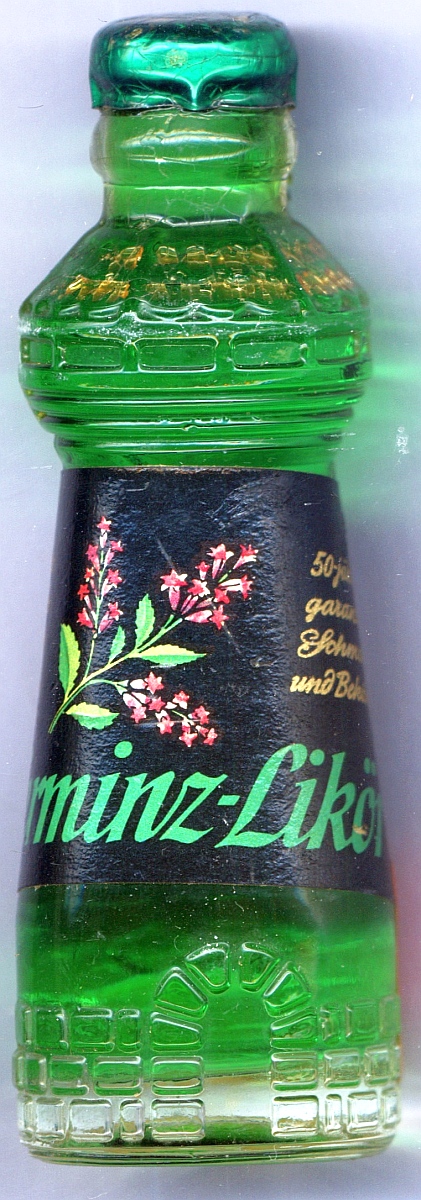 50-jä
garan
Schm
und Beh
rminz-Likör